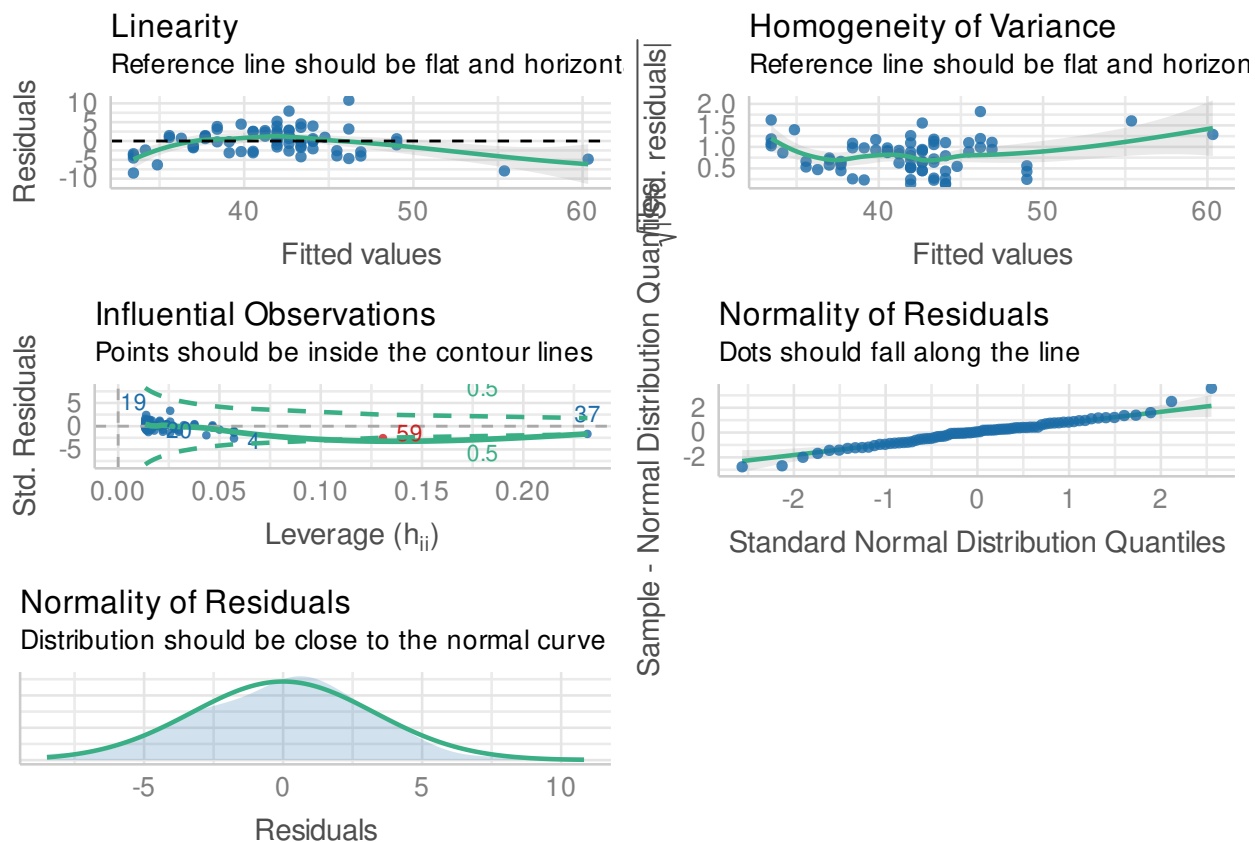 Linearity
Reference line should be flat and horizont
Residuals
10
5
0
-5
-10
40
50
60
Fitted values
Homogeneity of Variance
Reference line should be flat and horizon
√|Std. residuals|
2.0
1.5
1.0
0.5
40
50
60
Fitted values
Influential Observations
Points should be inside the contour lines
Std. Residuals
5
0
-5
19
20
4
59
37
0.5
0.5
0.00
0.05
0.10
0.15
0.20
Leverage (hii)
Normality of Residuals
Dots should fall along the line
Sample - Normal Distribution Quantiles
2
0
-2
-2
-1
0
1
2
Standard Normal Distribution Quantiles
Normality of Residuals
Distribution should be close to the normal curve
-5
0
5
10
Residuals